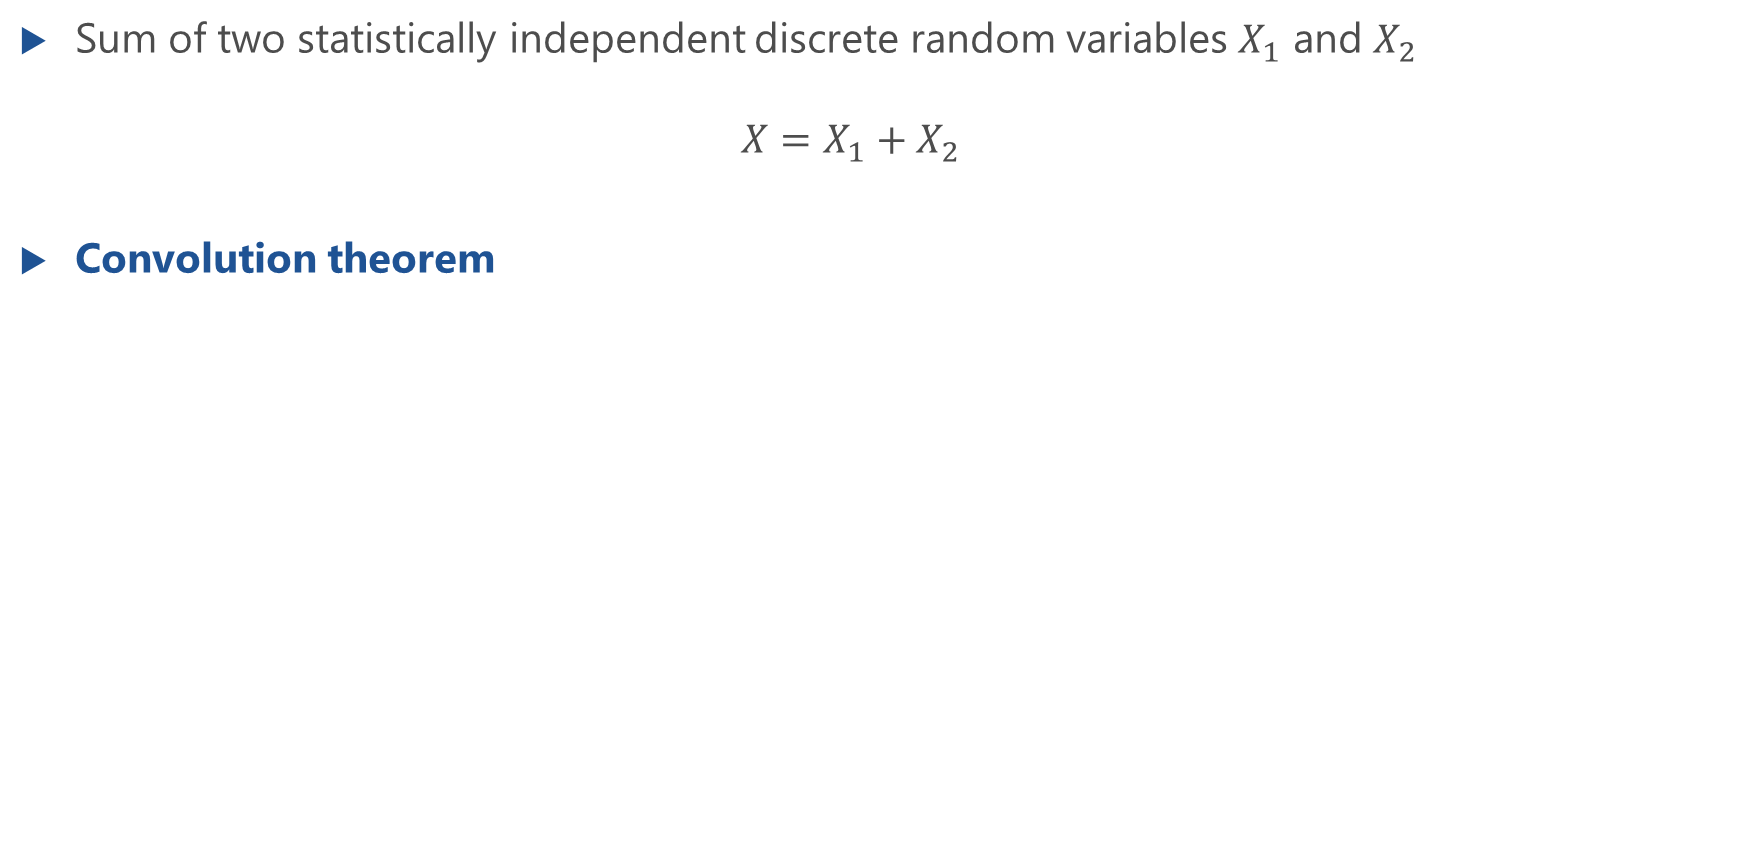 Sum of two statistically independent discrete random variables X₁ and X₂
X = X₁ + X₂
Convolution theorem